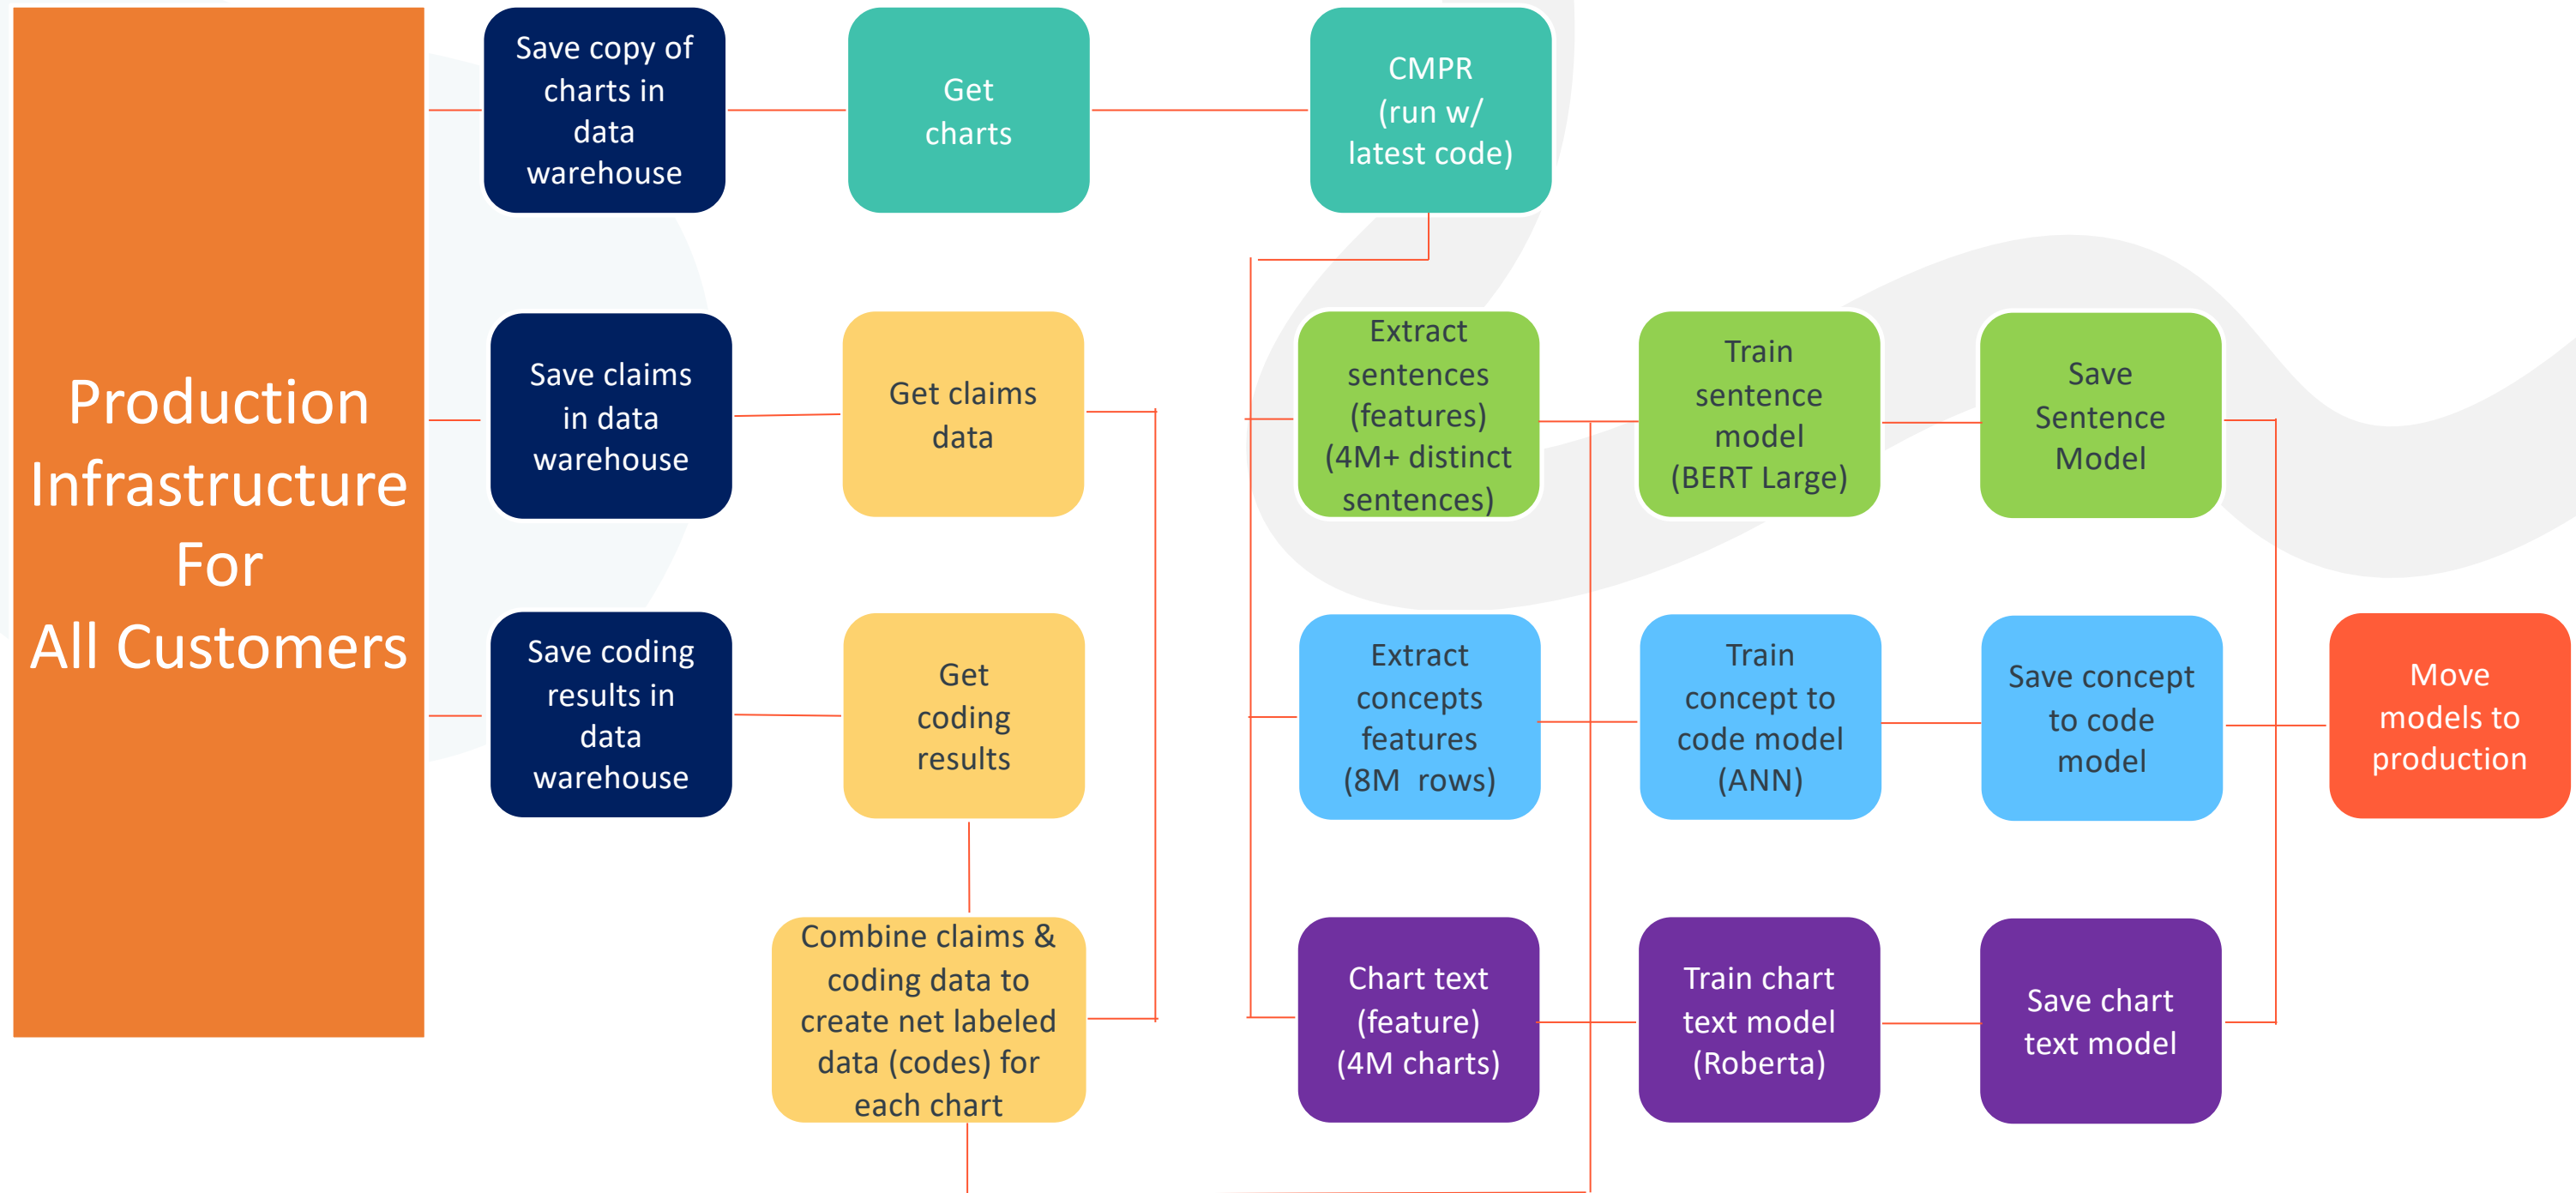 Production
Infrastructure
For
All Customers
Save copy of
charts in
data
warehouse
Get
charts
CMPR
(run w/
latest code)
Save claims
in data
warehouse
Get claims
data
Extract
sentences
(features)
(4M+ distinct
sentences)
Train
sentence
model
(BERT Large)
Save
Sentence
Model
Save coding
results in
data
warehouse
Get
coding
results
Extract
concepts
features
(8M rows)
Train
concept to
code model
(ANN)
Save concept
to code
model
Move
models to
production
Combine claims &
coding data to
create net labeled
data (codes) for
each chart
Chart text
(feature)
(4M charts)
Train chart
text model
(Roberta)
Save chart
text model